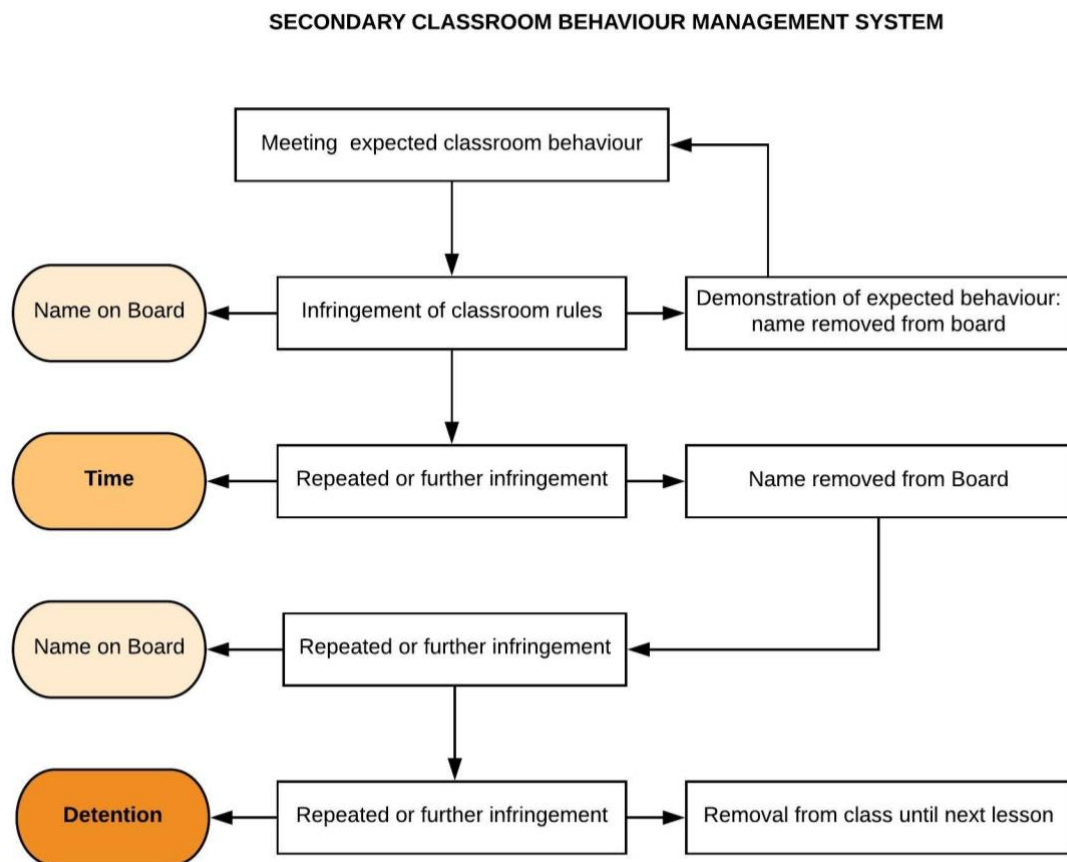 SECONDARY CLASSROOM BEHAVIOUR MANAGEMENT SYSTEM
Meeting expected classroom behaviour
Name on Board
Infringement of classroom rules
Demonstration of expected behaviour:
name removed from board
Time
Repeated or further infringement
Name removed from Board
Name on Board
Repeated or further infringement
Detention
Repeated or further infringement
Removal from class until next lesson